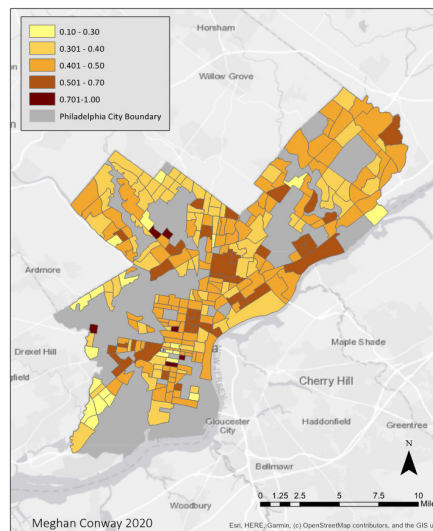 0.10 - 0.30
0.301 - 0.40
0.401 - 0.50
0.501 - 0.70
0.701-1.00
Philadelphia City Boundary
Horsham
Willow Grove
Ardmore
Drexel Hill
Maple Shade
Cherry Hill
Gloucester
City
Haddonfield
Greentree
Bellmawr
Woodbury
N
0 1.25 2.5 5 7.5 10
Mile
Meghan Conway 2020
Esri, HERE, Garmin, (c) OpenStreetMap contributors, and the GIS u